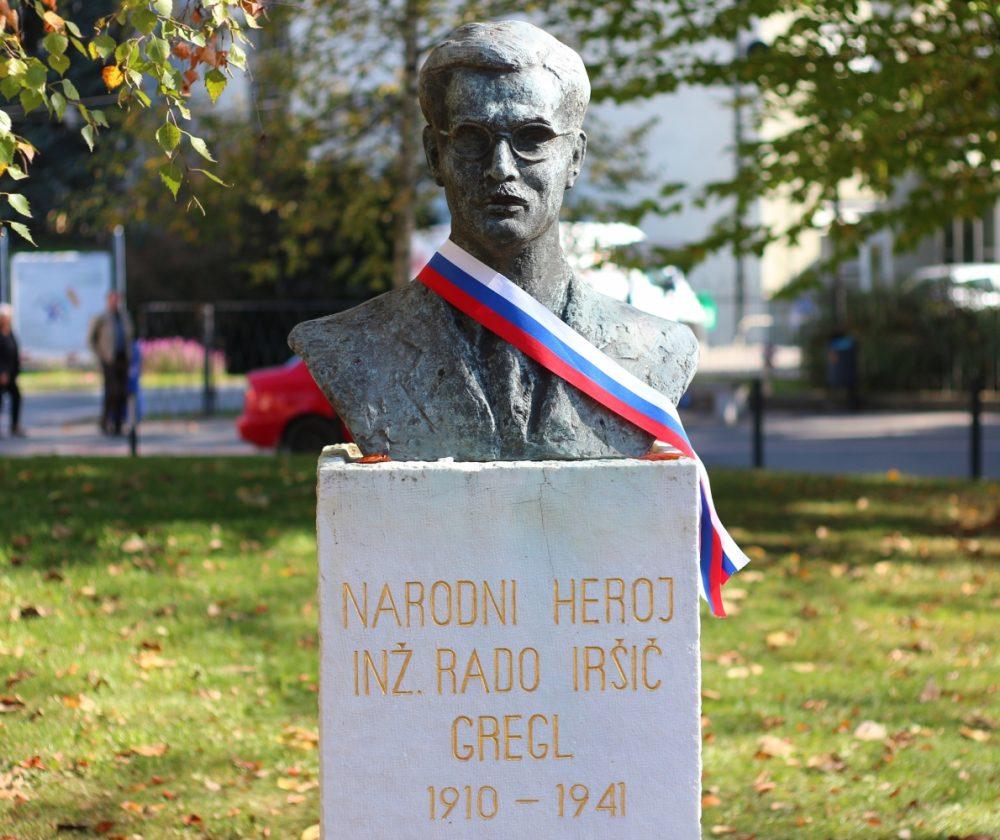 NARODNI HEROJ
INŽ. RADO IRŠIČ
GREGL
1910 – 1941